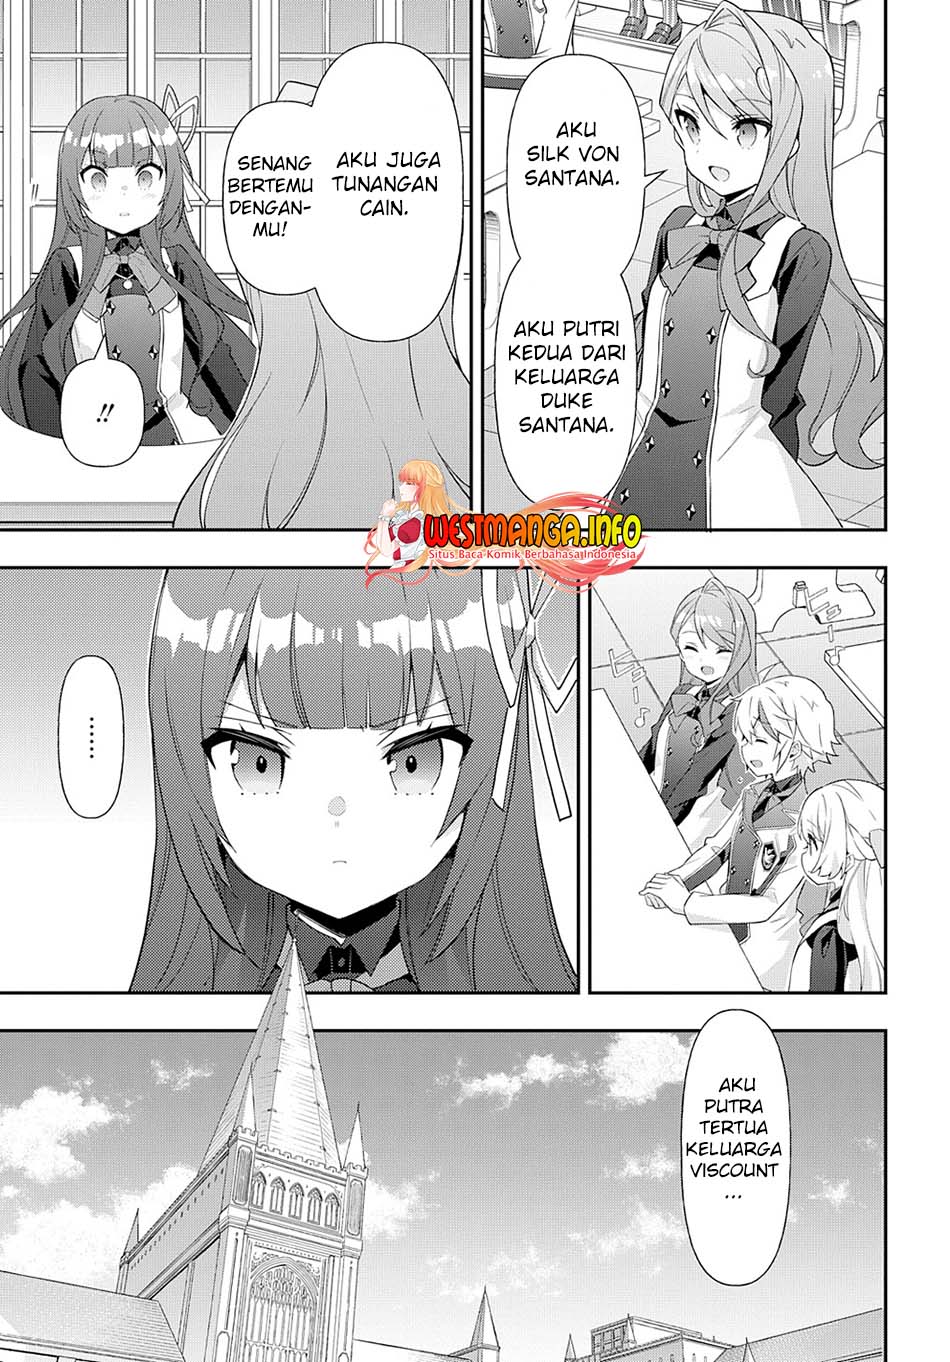 AKU
SILK VON
SANTANA.
AKU PUTRI
KEDUA DARI
KELUARGA
DUKE
SANTANA.
AKU JUGA
TUNANGAN
CAIN.
SENANG
BERTEMU
DENGAN-
MU!
!!
WESTMANGA.INFO
Situs Baca Komik Berbahasa Indonesia
......
AKU
PUTRA
TERTUA
KELUARGA
VISCOUNT
...